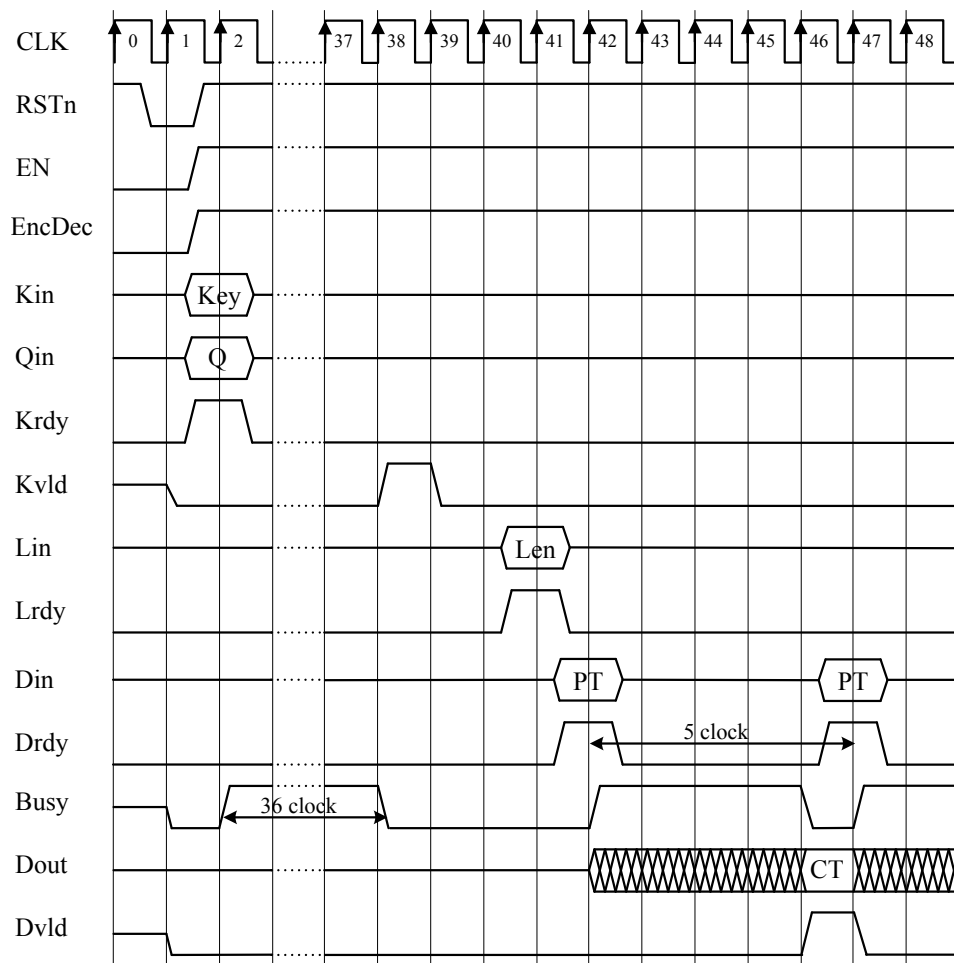 CLK 0 1 2 37 38 39 40 41 42 43 44 45 46 47 48
RSTn
EN
EncDec
Kin Key
Qin Q
Krdy
Kvld
Lin Len
Lrdy
Din PT PT
Drdy 5 clock
Busy 36 clock
Dout CT
Dvld